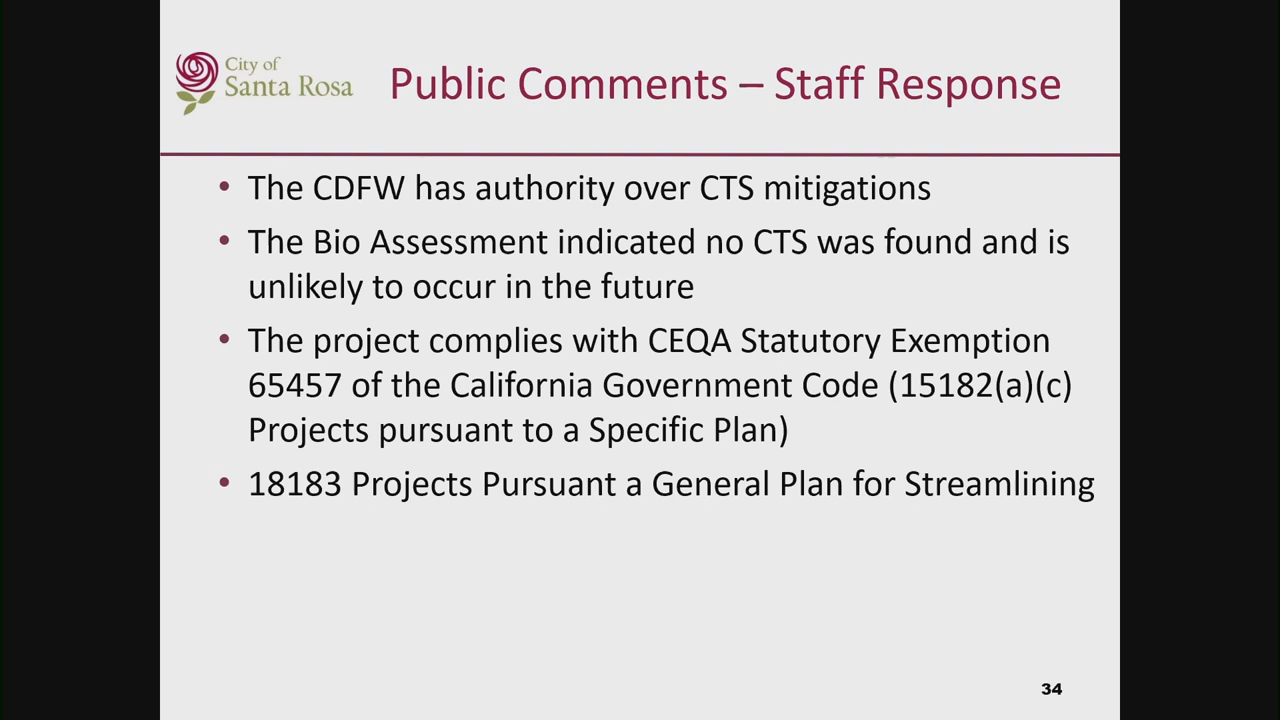 City of
Santa Rosa
Public Comments – Staff Response
• The CDFW has authority over CTS mitigations
• The Bio Assessment indicated no CTS was found and is
unlikely to occur in the future
• The project complies with CEQA Statutory Exemption
65457 of the California Government Code (15182(a)(c)
Projects pursuant to a Specific Plan)
• 18183 Projects Pursuant a General Plan for Streamlining
34